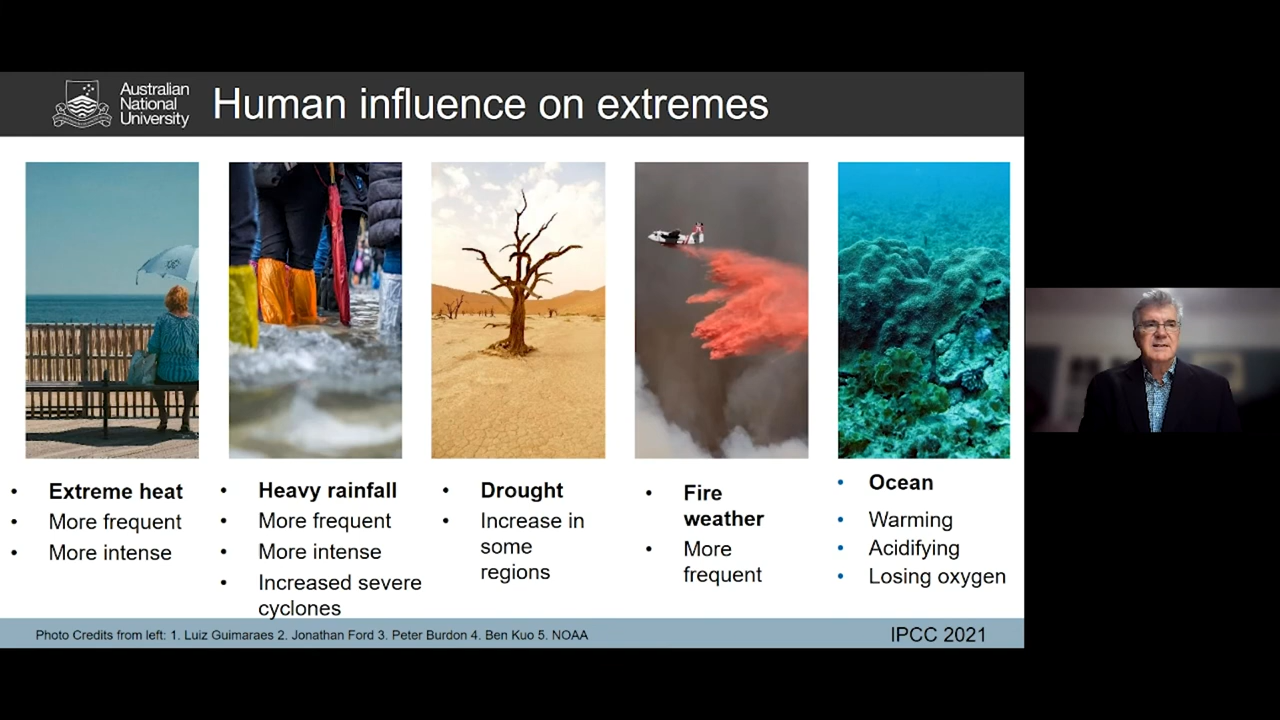 Australian
National
University
Human influence on extremes
• Extreme heat
• More frequent
• More intense
• Heavy rainfall
• More frequent
• More intense
• Increased severe
cyclones
• Drought
• Increase in
some
regions
• Fire
weather
• More
frequent
• Ocean
• Warming
• Acidifying
• Losing oxygen
Photo Credits from left: 1. Luiz Guimaraes 2. Jonathan Ford 3. Peter Burdon 4. Ben Kuo 5. NOAA
IPCC 2021